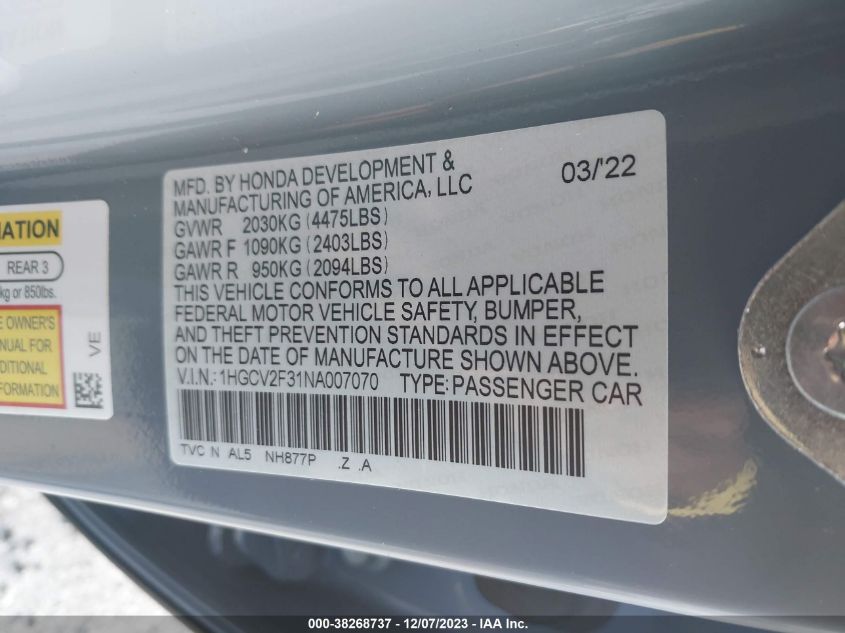 MFD. BY HONDA DEVELOPMENT &
MANUFACTURING OF AMERICA, LLC
03/'22
GVWR 2030KG (4475LBS)
GAWR F 1090KG (2403LBS)
GAWR R 950KG (2094LBS)
THIS VEHICLE CONFORMS TO ALL APPLICABLE
FEDERAL MOTOR VEHICLE SAFETY, BUMPER,
AND THEFT PREVENTION STANDARDS IN EFFECT
ON THE DATE OF MANUFACTURE SHOWN ABOVE.
V.I.N.: 1HGCV2F31NA007070 TYPE: PASSENGER CAR
TVC N AL5 NH877P .Z .A
MATION
REAR 3
kg or 850lbs.
E OWNER'S
NUAL FOR
DITIONAL
FORMATION
VE
000-38268737 - 12/07/2023 - IAA Inc.